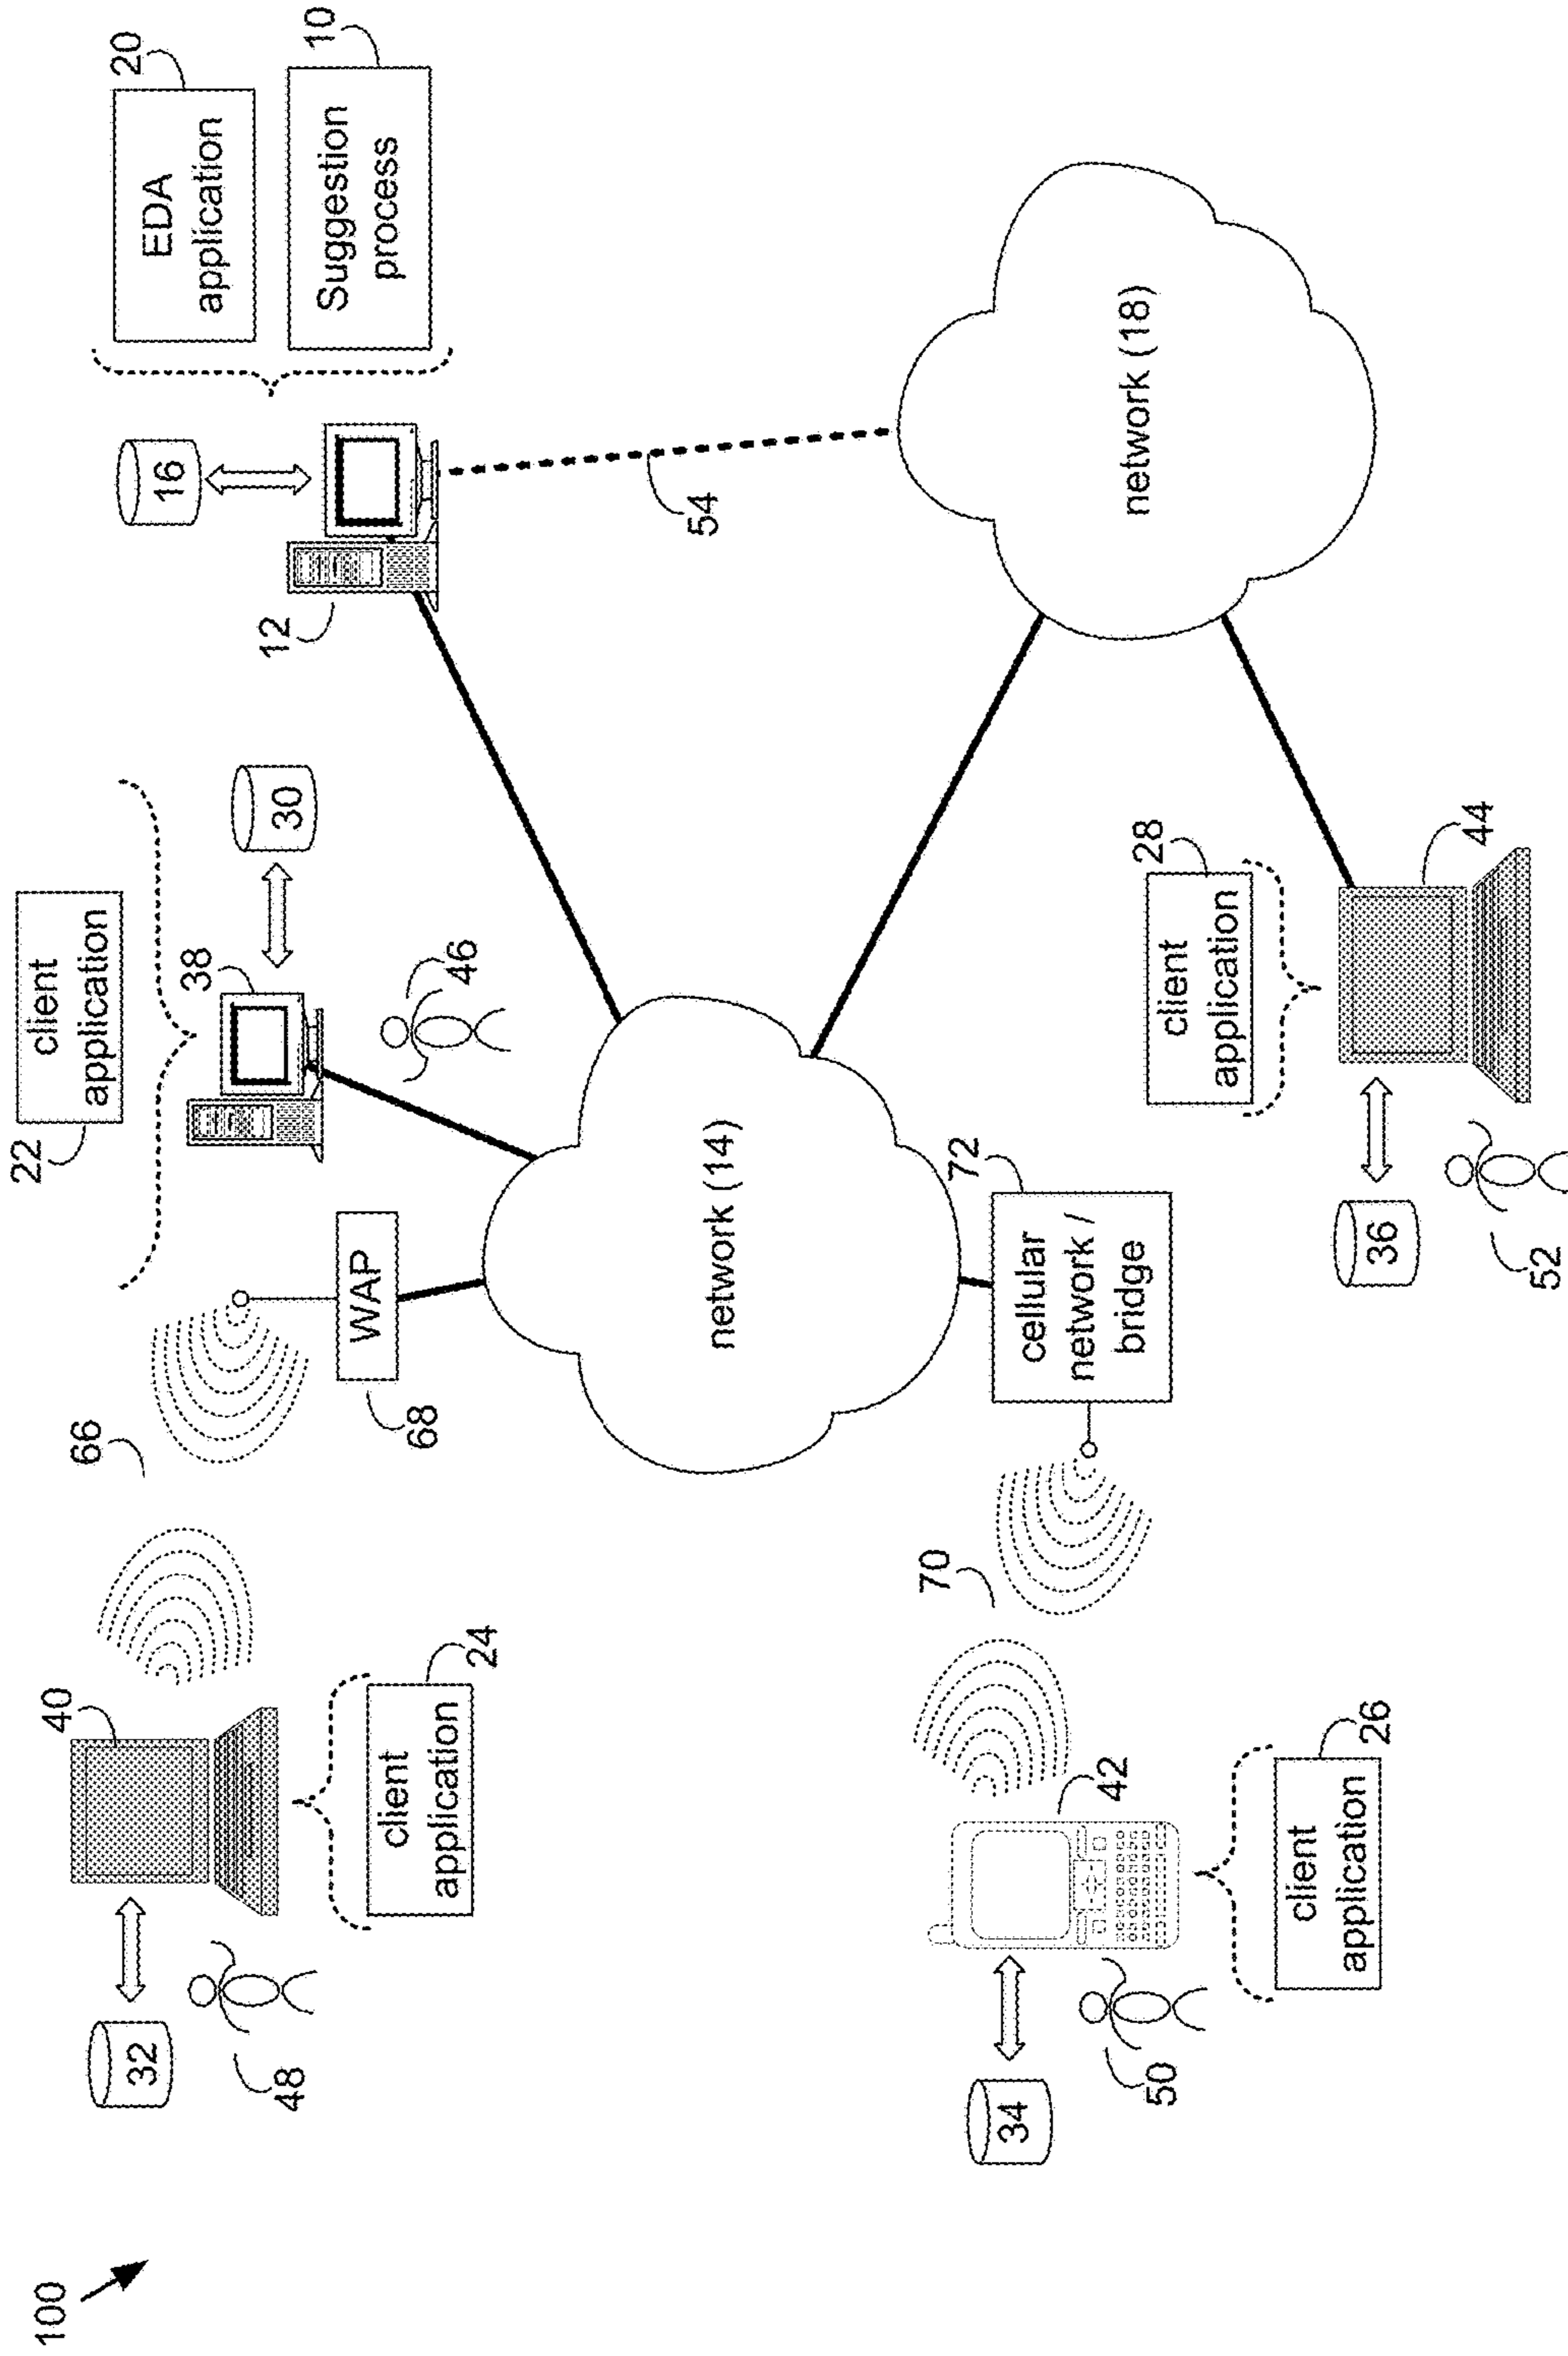 100
32
48
40
client
application
24
66
WAP
68
client
application
22
38
30
46
16
12
EDA
application
20
Suggestion
process
10
54
network (14)
network (18)
34
50
42
client
application
26
70
cellular
network /
bridge
72
client
application
28
36
52
44